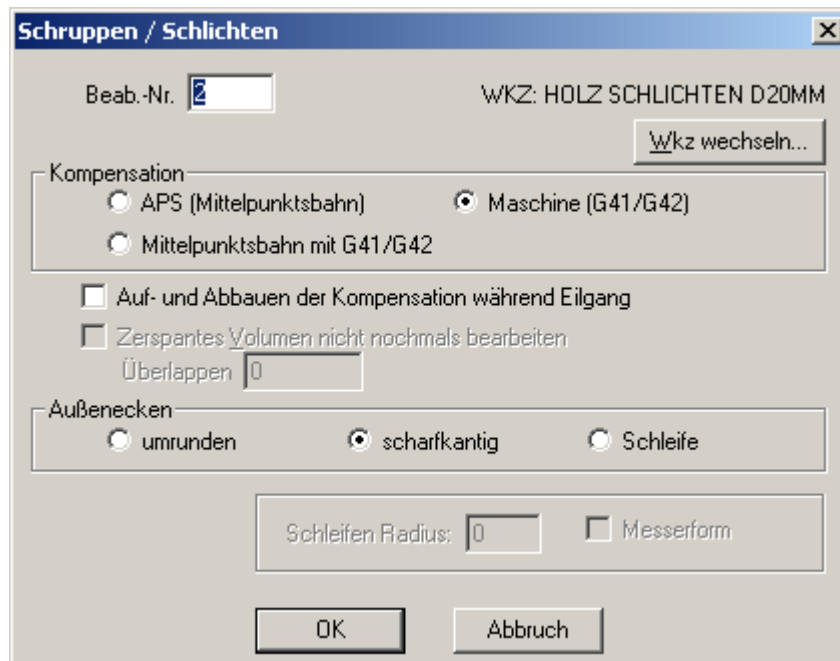 Schruppen / Schlichten
Beab.-Nr. 2 WKZ: HOLZ SCHLICHTEN D20MM
Wkz wechseln...
Kompensation
APS (Mittelpunktsbahn) Maschine (G41/G42)
Mittelpunktsbahn mit G41/G42
Auf- und Abbauen der Kompensation während Eilgang
Zerspantes Volumen nicht nochmals bearbeiten
Überlappen 0
Außenecken
umrunden scharfkantig Schleife
Schleifen Radius: 0 Messerform
OK Abbruch